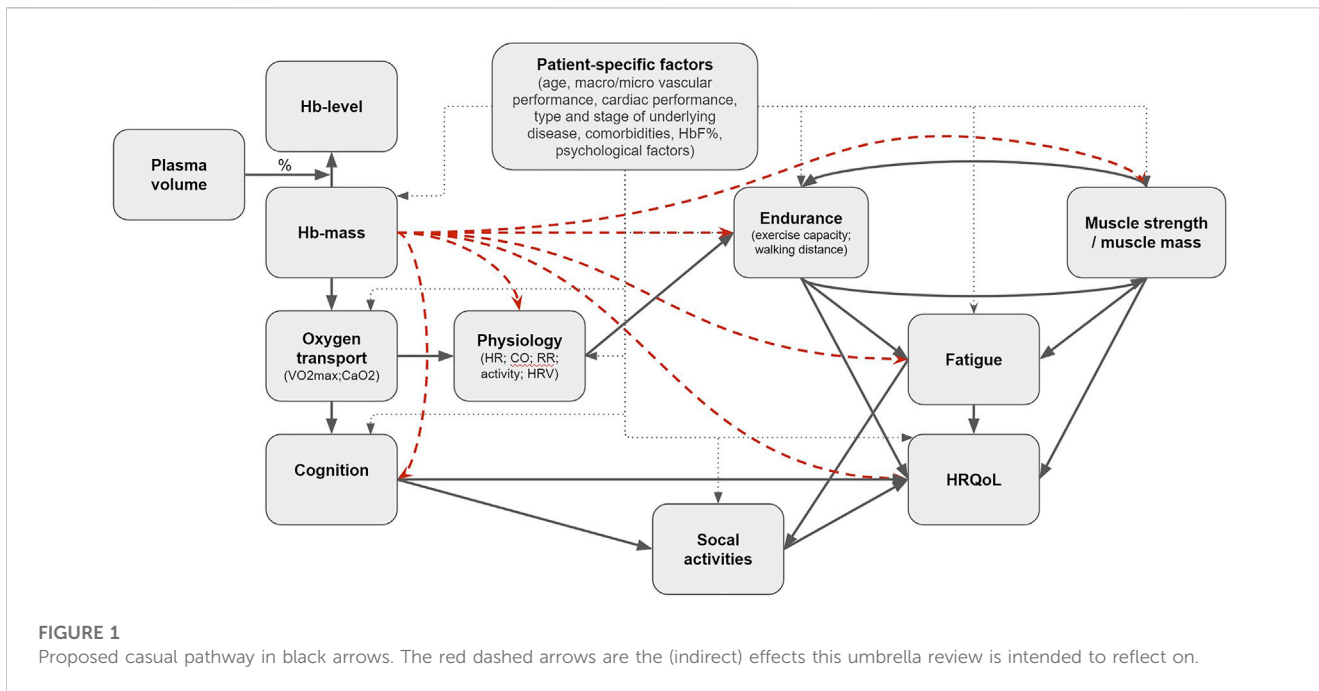 Patient-specific factors
(age, macro/micro vascular
performance, cardiac performance,
type and stage of underlying
disease, comorbidities, HbF%,
psychological factors)
Hb-level
Plasma
volume
%
Hb-mass
Endurance
(exercise capacity;
walking distance)
Muscle strength
/ muscle mass
Oxygen
transport
(VO2max;CaO2)
Physiology
(HR; CO; RR;
activity; HRV)
Fatigue
Cognition
HRQoL
Socal
activities
FIGURE 1
Proposed casual pathway in black arrows. The red dashed arrows are the (indirect) effects this umbrella review is intended to reflect on.